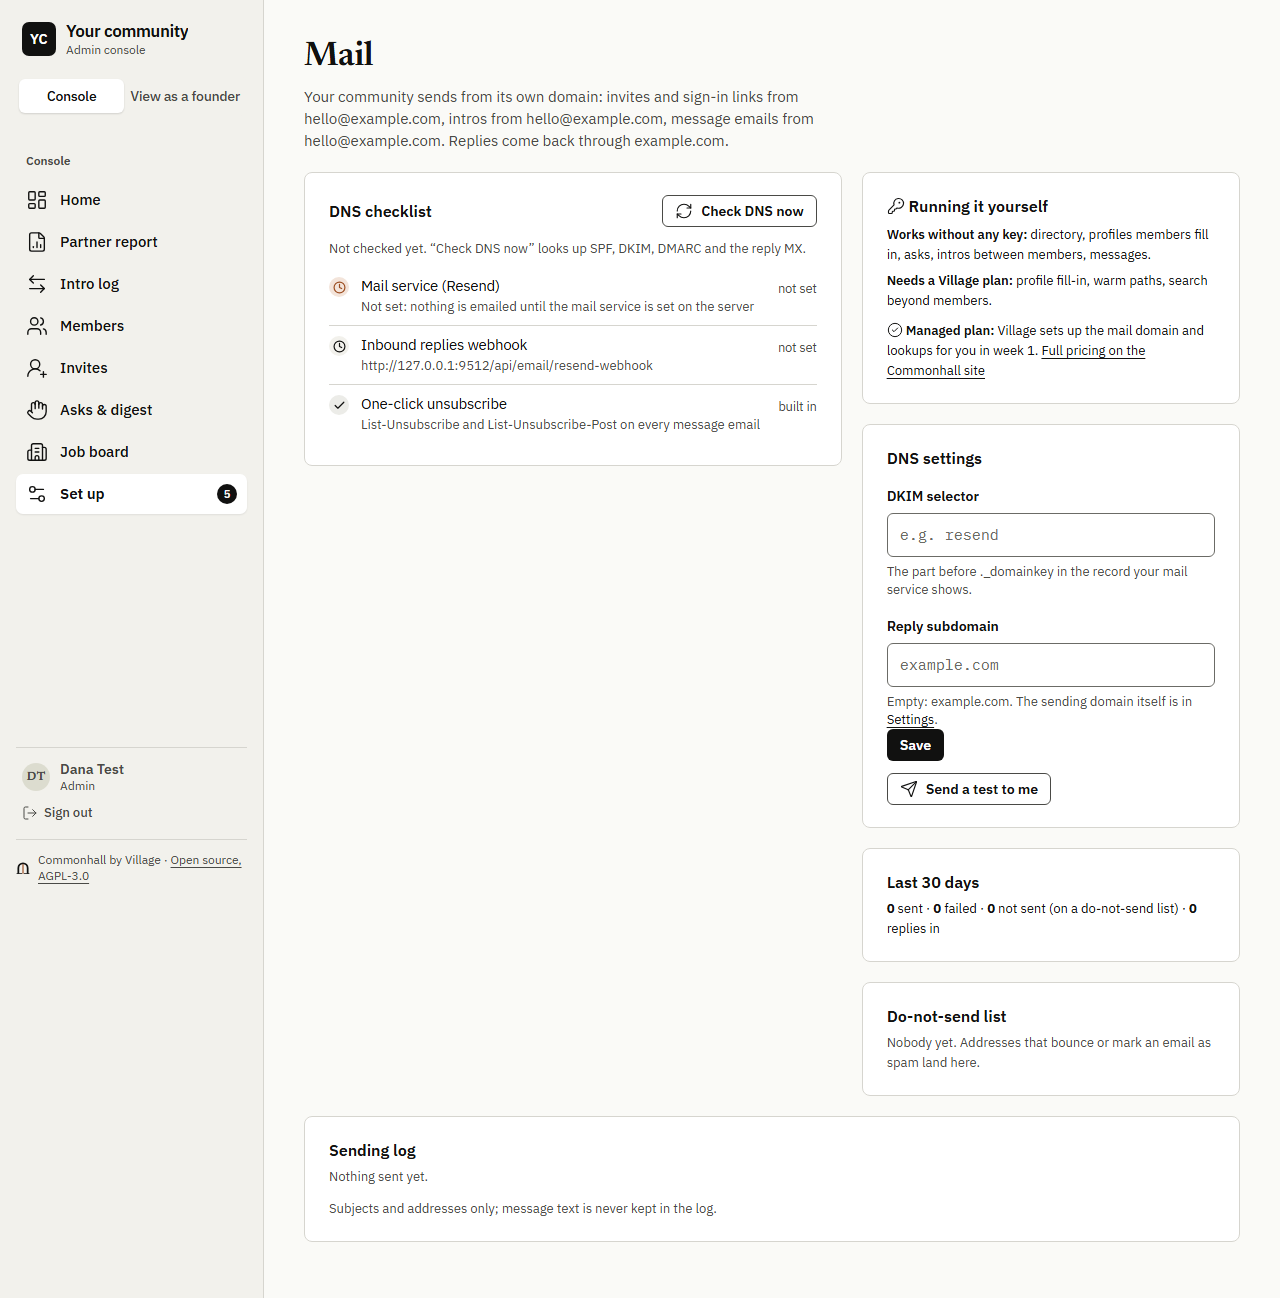 YC
Your community
Admin console
Console
View as a founder
Console
Home
Partner report
Intro log
Members
Invites
Asks & digest
Job board
Set up
5
DT
Dana Test
Admin
Sign out
Commonhall by Village · Open source,
AGPL-3.0
Mail
Your community sends from its own domain: invites and sign-in links from
hello@example.com, intros from hello@example.com, message emails from
hello@example.com. Replies come back through example.com.
DNS checklist
Check DNS now
Not checked yet. “Check DNS now” looks up SPF, DKIM, DMARC and the reply MX.
Mail service (Resend)
not set
Not set: nothing is emailed until the mail service is set on the server
Inbound replies webhook
not set
http://127.0.0.1:9512/api/email/resend-webhook
One-click unsubscribe
built in
List-Unsubscribe and List-Unsubscribe-Post on every message email
Running it yourself
Works without any key: directory, profiles members fill
in, asks, intros between members, messages.
Needs a Village plan: profile fill-in, warm paths, search
beyond members.
Managed plan: Village sets up the mail domain and
lookups for you in week 1. Full pricing on the
Commonhall site
DNS settings
DKIM selector
e.g. resend
The part before ._domainkey in the record your mail
service shows.
Reply subdomain
example.com
Empty: example.com. The sending domain itself is in
Settings.
Save
Send a test to me
Last 30 days
0 sent · 0 failed · 0 not sent (on a do-not-send list) · 0
replies in
Do-not-send list
Nobody yet. Addresses that bounce or mark an email as
spam land here.
Sending log
Nothing sent yet.
Subjects and addresses only; message text is never kept in the log.